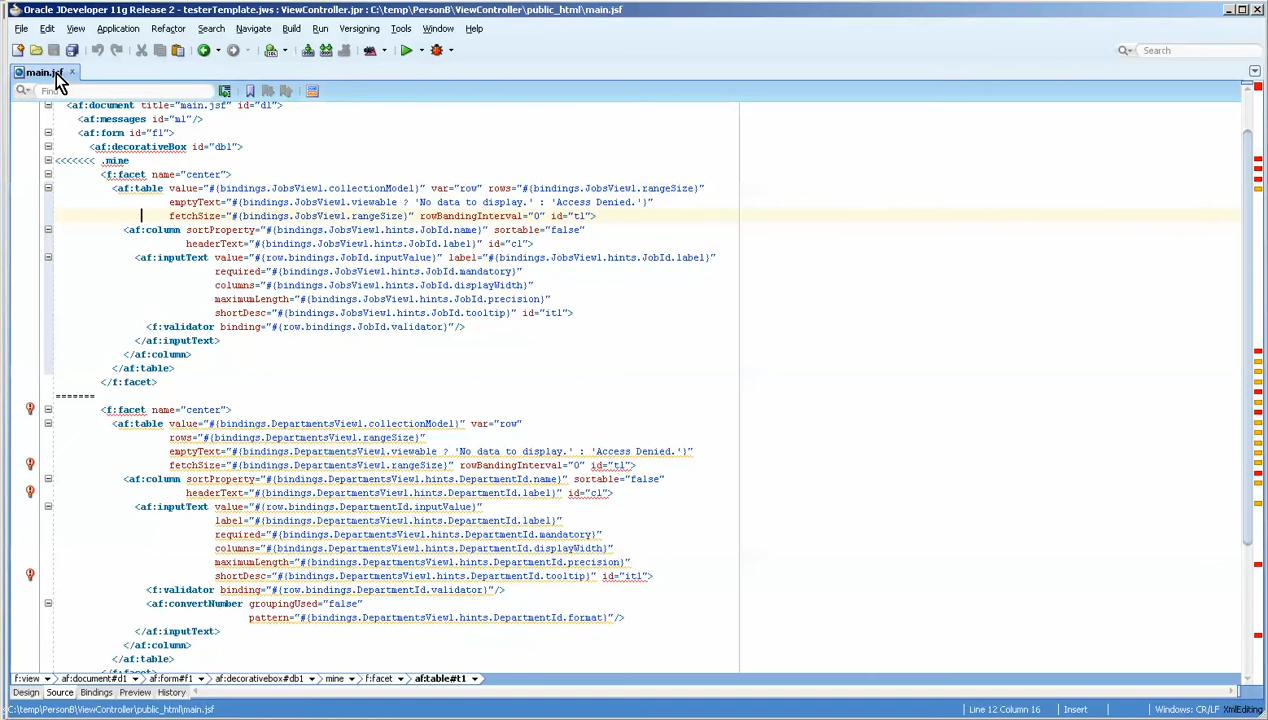 Oracle JDeveloper 11g Release 2 - testerTemplate.jws : ViewController.jpr : C:\temp\PersonB\ViewController\public_html\main.jsf
File Edit View Application Refactor Search Navigate Build Run Versioning Tools Window Help
Search
main.jsf
Find
<af:document title="main.jsf" id="d1">
<af:messages id="m1"/>
<af:form id="f1">
<af:decorativeBox id="db1">
<<<<<<< .mine
<f:facet name="center">
<af:table value="#{bindings.JobsView1.collectionModel}" var="row" rows="#{bindings.JobsView1.rangeSize}"
emptyText="#{bindings.JobsView1.viewable ? 'No data to display.' : 'Access Denied.'}"
fetchSize="#{bindings.JobsView1.rangeSize}" rowBandingInterval="0" id="t1">
<af:column sortProperty="#{bindings.JobsView1.hints.JobId.name}" sortable="false"
headerText="#{bindings.JobsView1.hints.JobId.label}" id="c1">
<af:inputText value="#{row.bindings.JobId.inputValue}" label="#{bindings.JobsView1.hints.JobId.label}"
required="#{bindings.JobsView1.hints.JobId.mandatory}"
columns="#{bindings.JobsView1.hints.JobId.displayWidth}"
maximumLength="#{bindings.JobsView1.hints.JobId.precision}"
shortDesc="#{bindings.JobsView1.hints.JobId.tooltip}" id="it1">
<f:validator binding="#{row.bindings.JobId.validator}"/>
</af:inputText>
</af:column>
</af:table>
</f:facet>
=======
<f:facet name="center">
<af:table value="#{bindings.DepartmentsView1.collectionModel}" var="row"
rows="#{bindings.DepartmentsView1.rangeSize}"
emptyText="#{bindings.DepartmentsView1.viewable ? 'No data to display.' : 'Access Denied.'}"
fetchSize="#{bindings.DepartmentsView1.rangeSize}" rowBandingInterval="0" id="t1">
<af:column sortProperty="#{bindings.DepartmentsView1.hints.DepartmentId.name}" sortable="false"
headerText="#{bindings.DepartmentsView1.hints.DepartmentId.label}" id="c1">
<af:inputText value="#{row.bindings.DepartmentId.inputValue}"
label="#{bindings.DepartmentsView1.hints.DepartmentId.label}"
required="#{bindings.DepartmentsView1.hints.DepartmentId.mandatory}"
columns="#{bindings.DepartmentsView1.hints.DepartmentId.displayWidth}"
maximumLength="#{bindings.DepartmentsView1.hints.DepartmentId.precision}"
shortDesc="#{bindings.DepartmentsView1.hints.DepartmentId.tooltip}" id="it1">
<f:validator binding="#{row.bindings.DepartmentId.validator}"/>
<af:convertNumber groupingUsed="false"
pattern="#{bindings.DepartmentsView1.hints.DepartmentId.format}"/>
</af:inputText>
</af:column>
</af:table>
</f:facet>
f:view af:document#d1 af:form#f1 af:decorativebox#db1 mine f:facet af:table#t1
Design Source Bindings Preview History
C:\temp\PersonB\ViewController\public_html\main.jsf Line 12 Column 16 Insert Windows: CR/LF XmlEditing